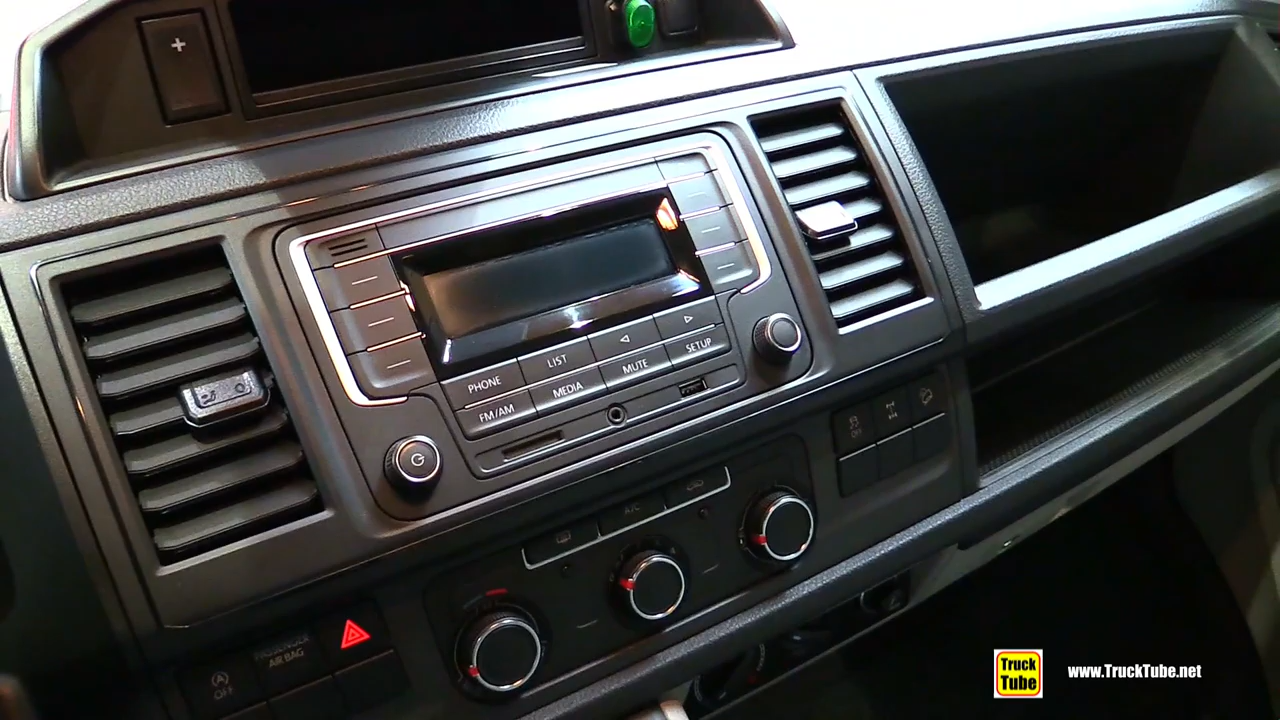 +
PHONE
LIST
SETUP
FM/AM
MEDIA
MUTE
OFF
A/C
PASSENGER
AIR BAG
A
OFF
Truck
Tube
www.TruckTube.net